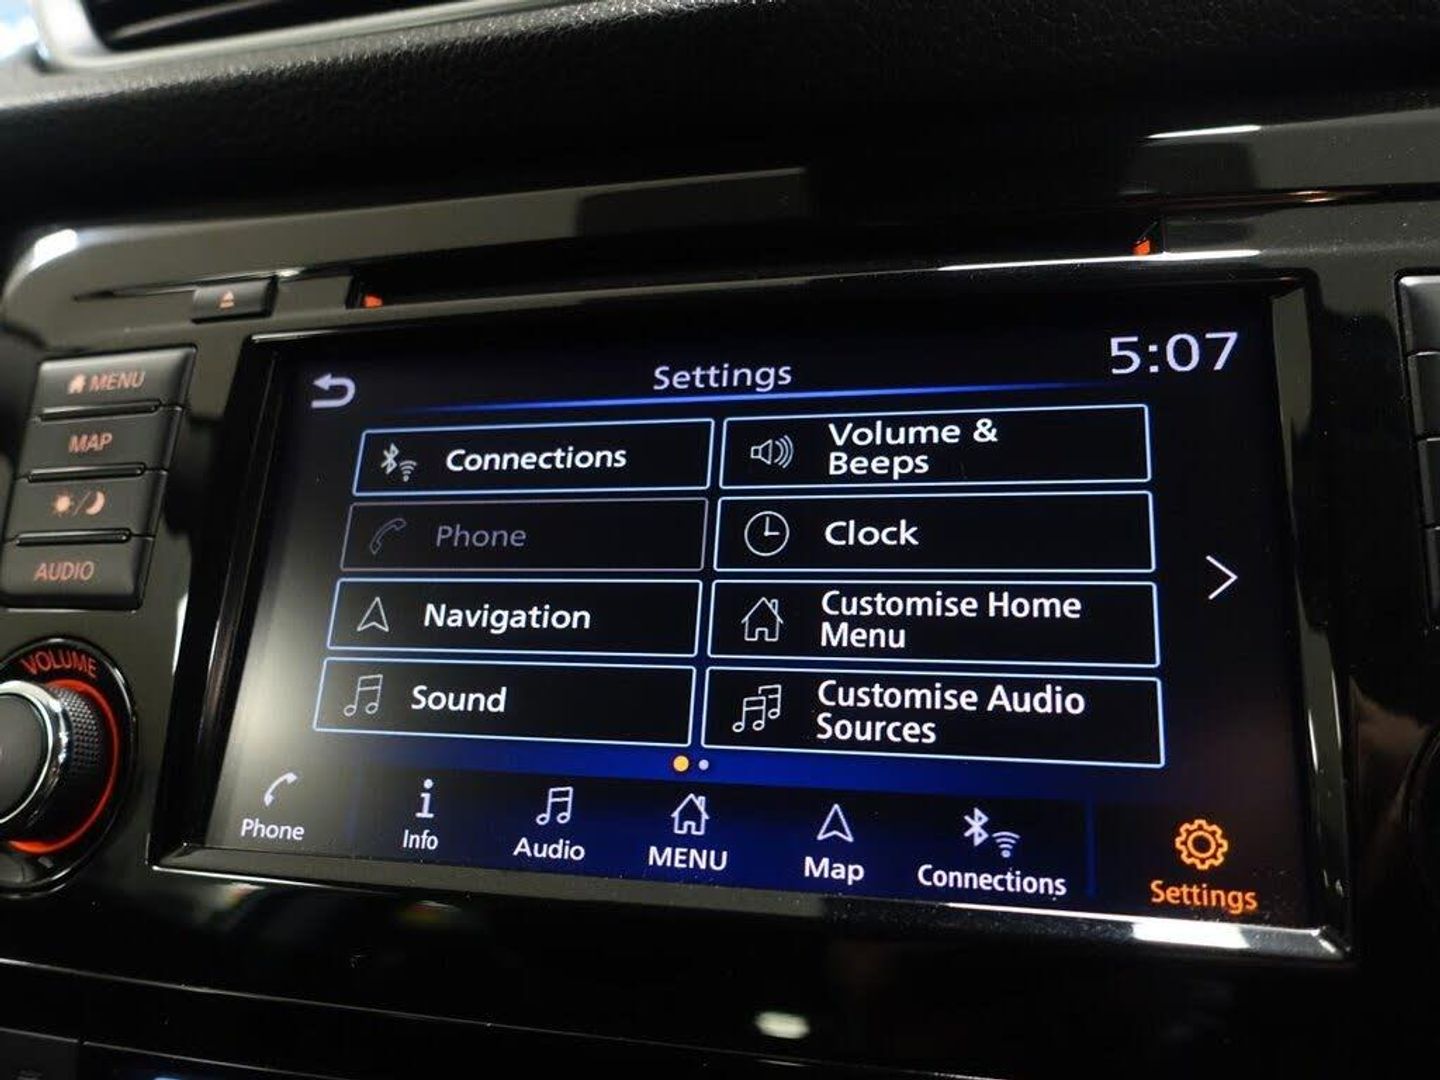 Settings
5:07
MENU
MAP
AUDIO
VOLUME
Connections
Volume &
Beeps
Phone
Clock
Navigation
Customise Home
Menu
Sound
Customise Audio
Sources
Phone
Info
Audio
MENU
Map
Connections
Settings